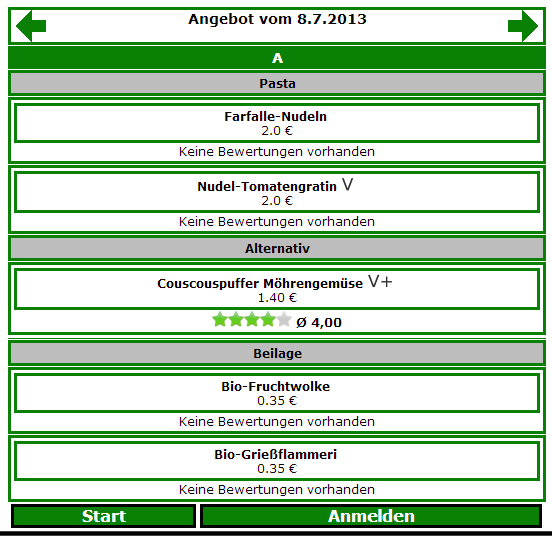 Angebot vom 8.7.2013
A
Pasta
Farfalle-Nudeln
2.0 €
Keine Bewertungen vorhanden
Nudel-Tomatengratin V
2.0 €
Keine Bewertungen vorhanden
Alternativ
Couscouspuffer Möhrengemüse V+
1.40 €
Ø 4,00
Beilage
Bio-Fruchtwolke
0.35 €
Keine Bewertungen vorhanden
Bio-Grießflammeri
0.35 €
Keine Bewertungen vorhanden
Start Anmelden